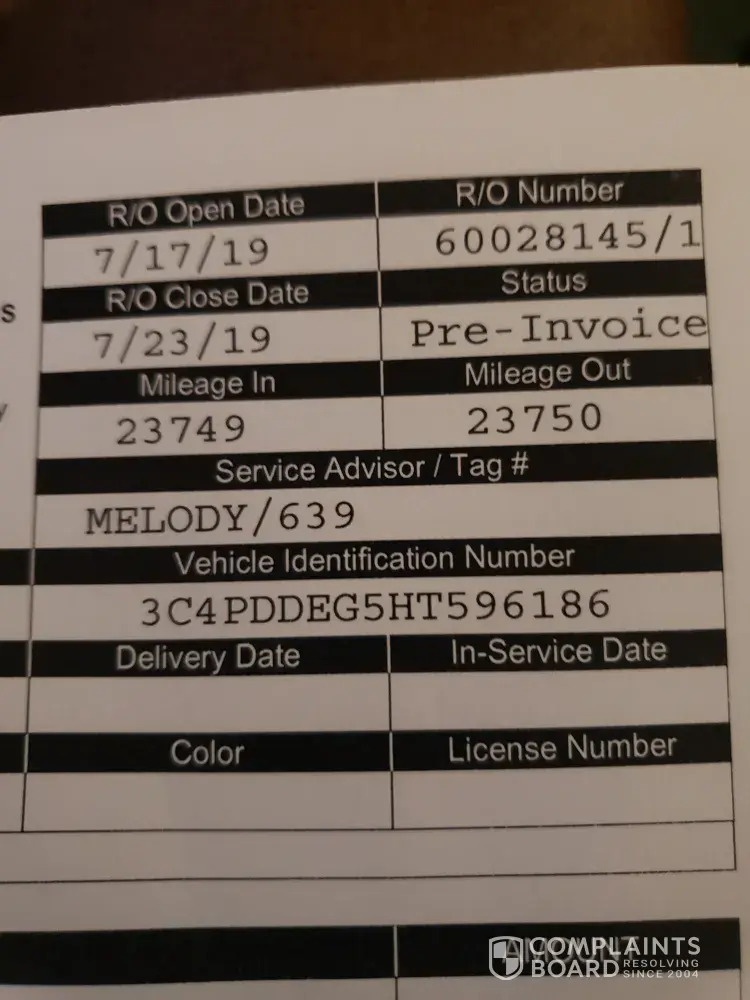 R/O Open Date R/O Number
7/17/19 60028145/1
R/O Close Date Status
s
7/23/19 Pre-Invoice
Mileage In Mileage Out
y
23749 23750
Service Advisor / Tag #
MELODY/639
Vehicle Identification Number
3C4PDDEG5HT596186
Delivery Date In-Service Date
Color License Number
AMOUNT
COMPLAINTS
BOARD RESOLVING
SINCE 2004